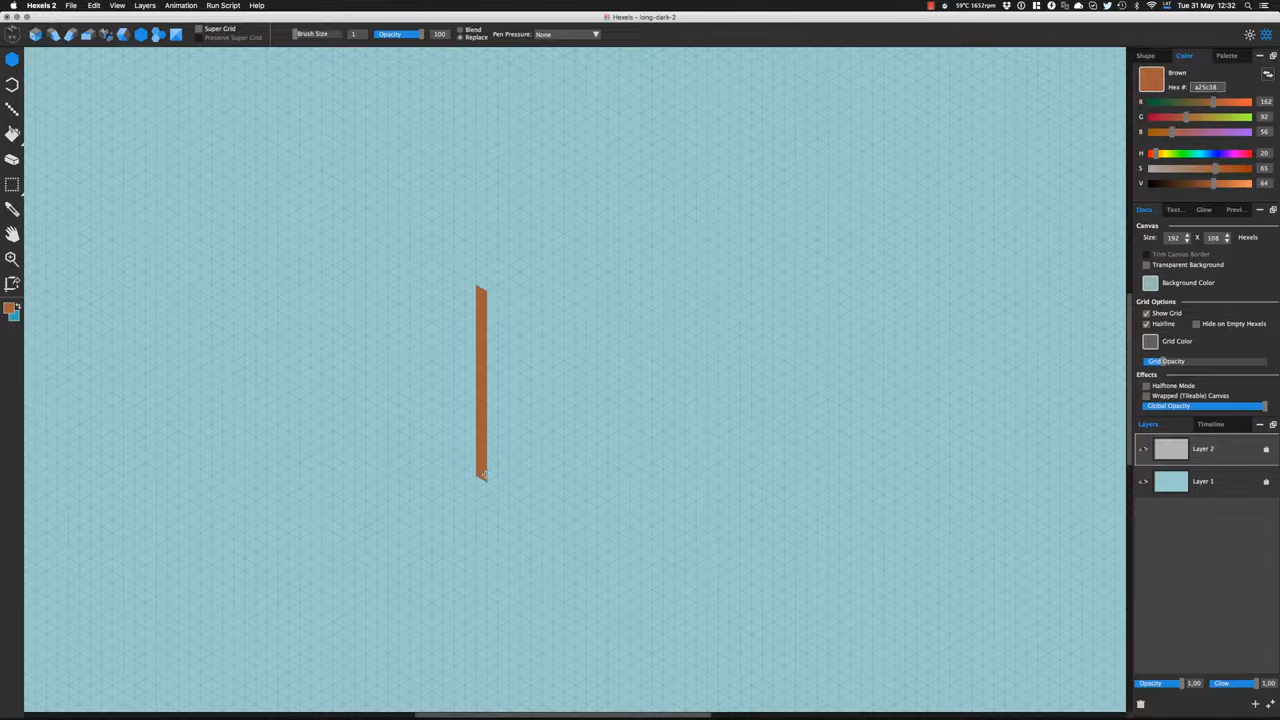 Hexels 2 File Edit View Layers Animation Run Script Help 59°C 1652rpm Tue 31 May 12:32
Hexels - long-dark-2
Super Grid
Preserve Super Grid
Brush Size 1 Opacity 100 Blend
Replace Pen Pressure: None
Shape Color Palette
Brown
Hex #: a25c38
R 162
G 92
B 56
H 20
S 65
V 64
Docu... Text... Glow Previ...
Canvas
Size: 192 X 108 Hexels
Trim Canvas Border
Transparent Background
Background Color
Grid Options
Show Grid
Hairline Hide on Empty Hexels
Grid Color
Grid Opacity
Effects
Halftone Mode
Wrapped (Tileable) Canvas
Global Opacity
Layers Timeline
Layer 2
Layer 1
Opacity 1,00 Glow 1,00